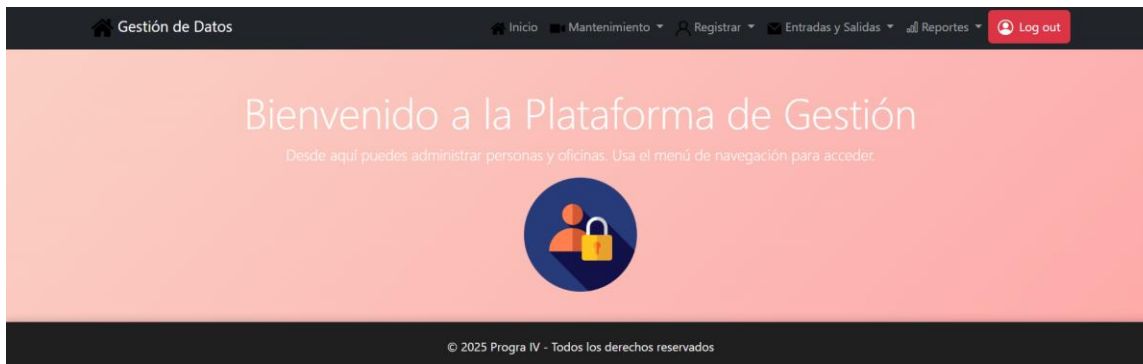 Gestión de Datos
Inicio Mantenimiento Registrar Entradas y Salidas Reportes Log out
Bienvenido a la Plataforma de Gestión
Desde aquí puedes administrar personas y oficinas. Usa el menú de navegación para acceder.
© 2025 Progra IV - Todos los derechos reservados